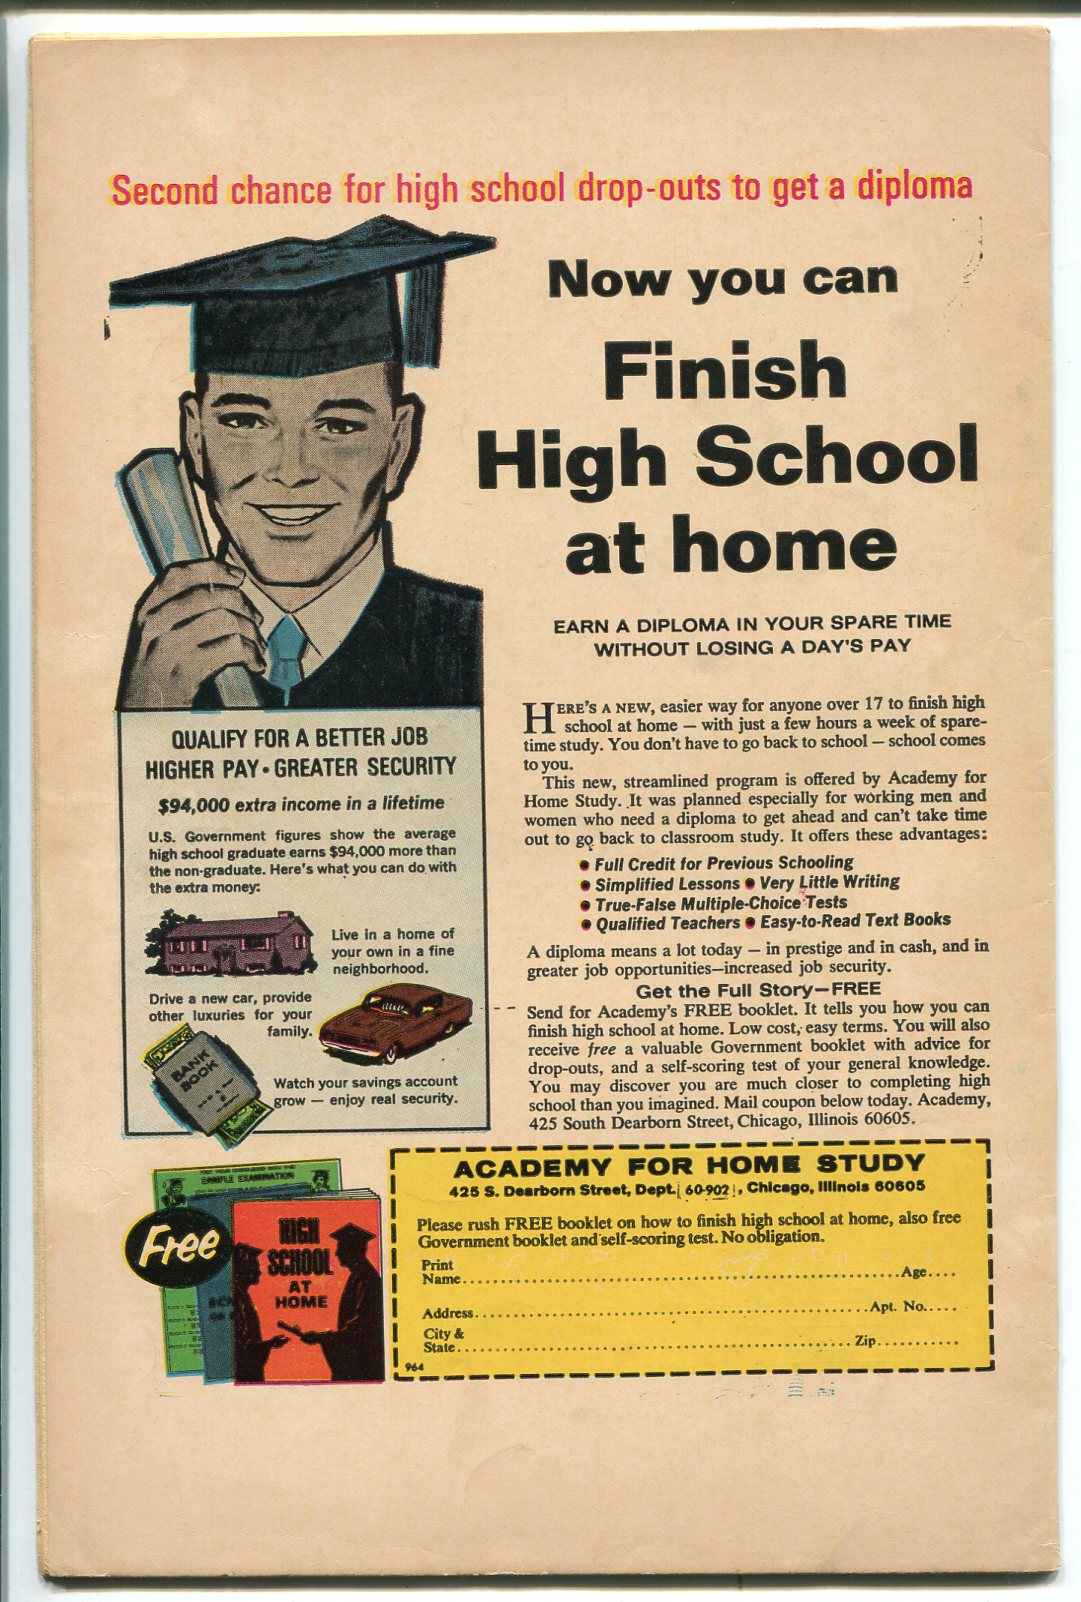 Second chance for high school drop-outs to get a diploma
Now you can
Finish
High School
at home
EARN A DIPLOMA IN YOUR SPARE TIME
WITHOUT LOSING A DAY'S PAY
HERE'S A NEW, easier way for anyone over 17 to finish high
school at home — with just a few hours a week of spare-
time study. You don't have to go back to school — school comes
to you.
This new, streamlined program is offered by Academy for
Home Study. It was planned especially for working men and
women who need a diploma to get ahead and can't take time
out to go back to classroom study. It offers these advantages:
• Full Credit for Previous Schooling
• Simplified Lessons • Very Little Writing
• True-False Multiple-Choice Tests
• Qualified Teachers • Easy-to-Read Text Books
A diploma means a lot today — in prestige and in cash, and in
greater job opportunities—increased job security.
Get the Full Story—FREE
Send for Academy's FREE booklet. It tells you how you can
finish high school at home. Low cost, easy terms. You will also
receive free a valuable Government booklet with advice for
drop-outs, and a self-scoring test of your general knowledge.
You may discover you are much closer to completing high
school than you imagined. Mail coupon below today. Academy,
425 South Dearborn Street, Chicago, Illinois 60605.
QUALIFY FOR A BETTER JOB
HIGHER PAY • GREATER SECURITY
$94,000 extra income in a lifetime
U.S. Government figures show the average
high school graduate earns $94,000 more than
the non-graduate. Here's what you can do with
the extra money:
Live in a home of
your own in a fine
neighborhood.
Drive a new car, provide
other luxuries for your
family.
BANK
BOOK
Watch your savings account
grow — enjoy real security.
SAMPLE EXAMINATION
Free
HIGH
SCHOOL
AT
HOME
ACADEMY FOR HOME STUDY
425 S. Dearborn Street, Dept. 60-902, Chicago, Illinois 60605
Please rush FREE booklet on how to finish high school at home, also free
Government booklet and self-scoring test. No obligation.
Print
Name..........Age....
Address..........Apt. No.....
City &
State..........Zip..........
964